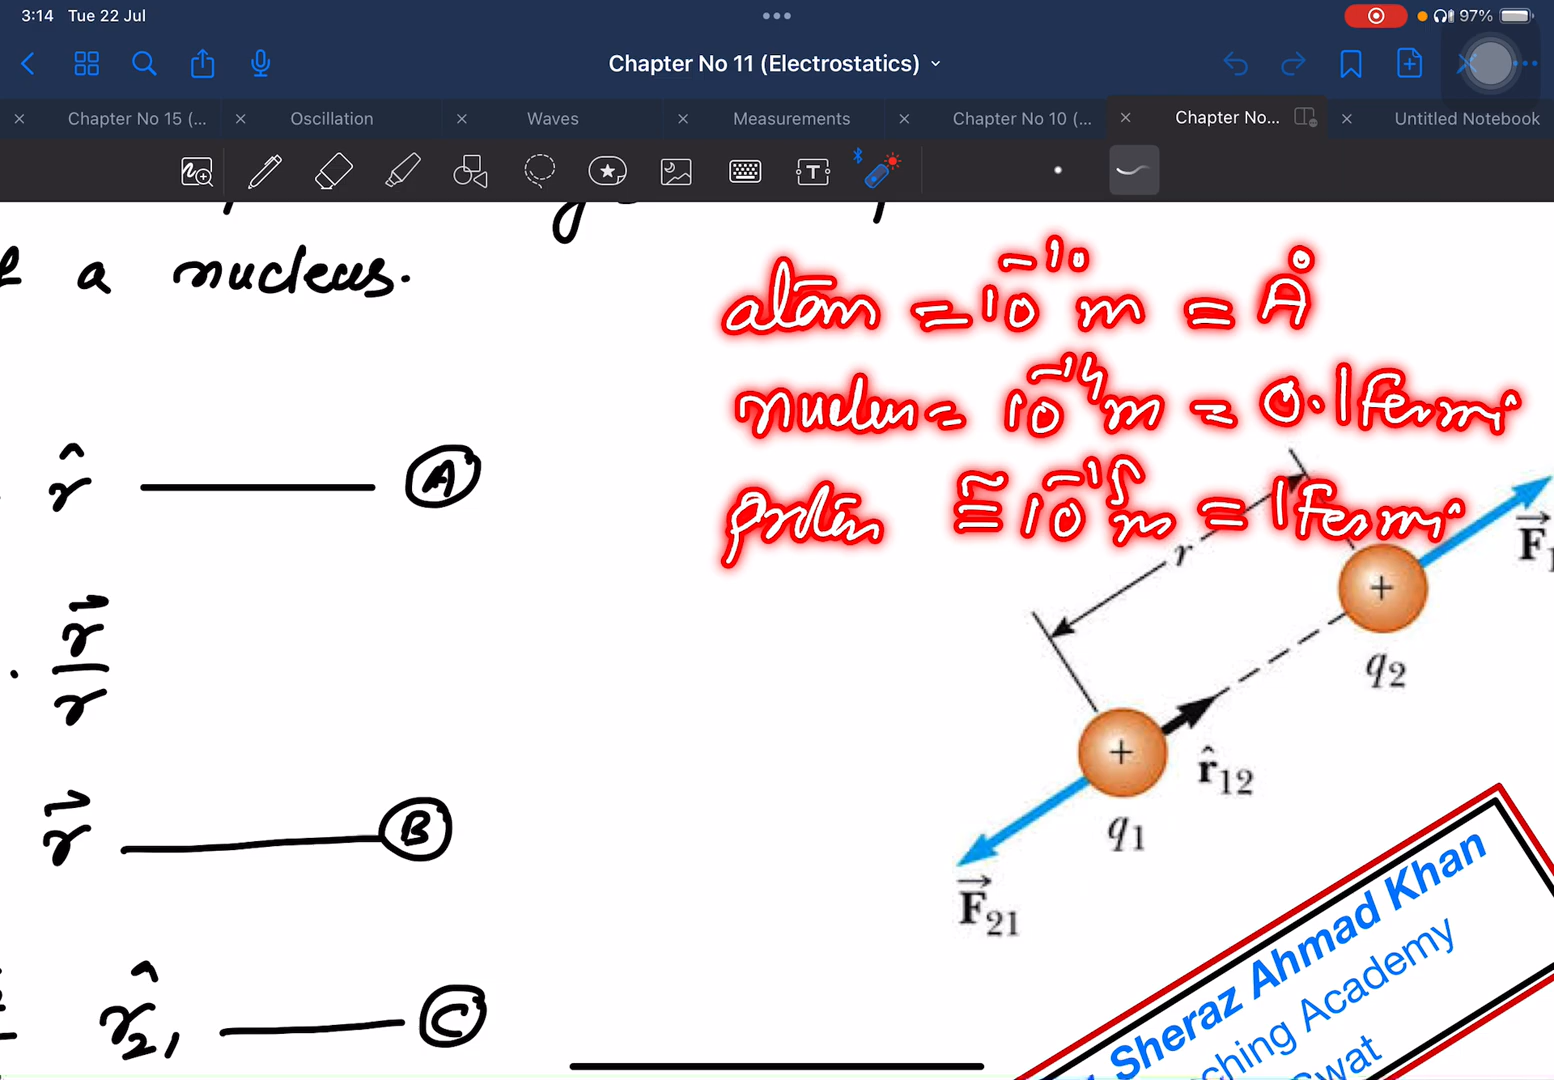 3:14 Tue 22 Jul
97%
Chapter No 11 (Electrostatics)
Chapter No 15 (...
Oscillation
Waves
Measurements
Chapter No 10 (...
Chapter No...
Untitled Notebook
a nucleus.
atom = 10⁻¹⁰ m = Å
nucleus = 10⁻¹⁴ m = 0.1 Fermi
proton ≅ 10⁻¹⁵ m = 1 Fermi
r̂ A
r⃗
r
r⃗ B
r̂₂₁ C
r
F⃗₁
+
q₂
+
r̂₁₂
q₁
F⃗₂₁
Sheraz Ahmad Khan
ching Academy
wat